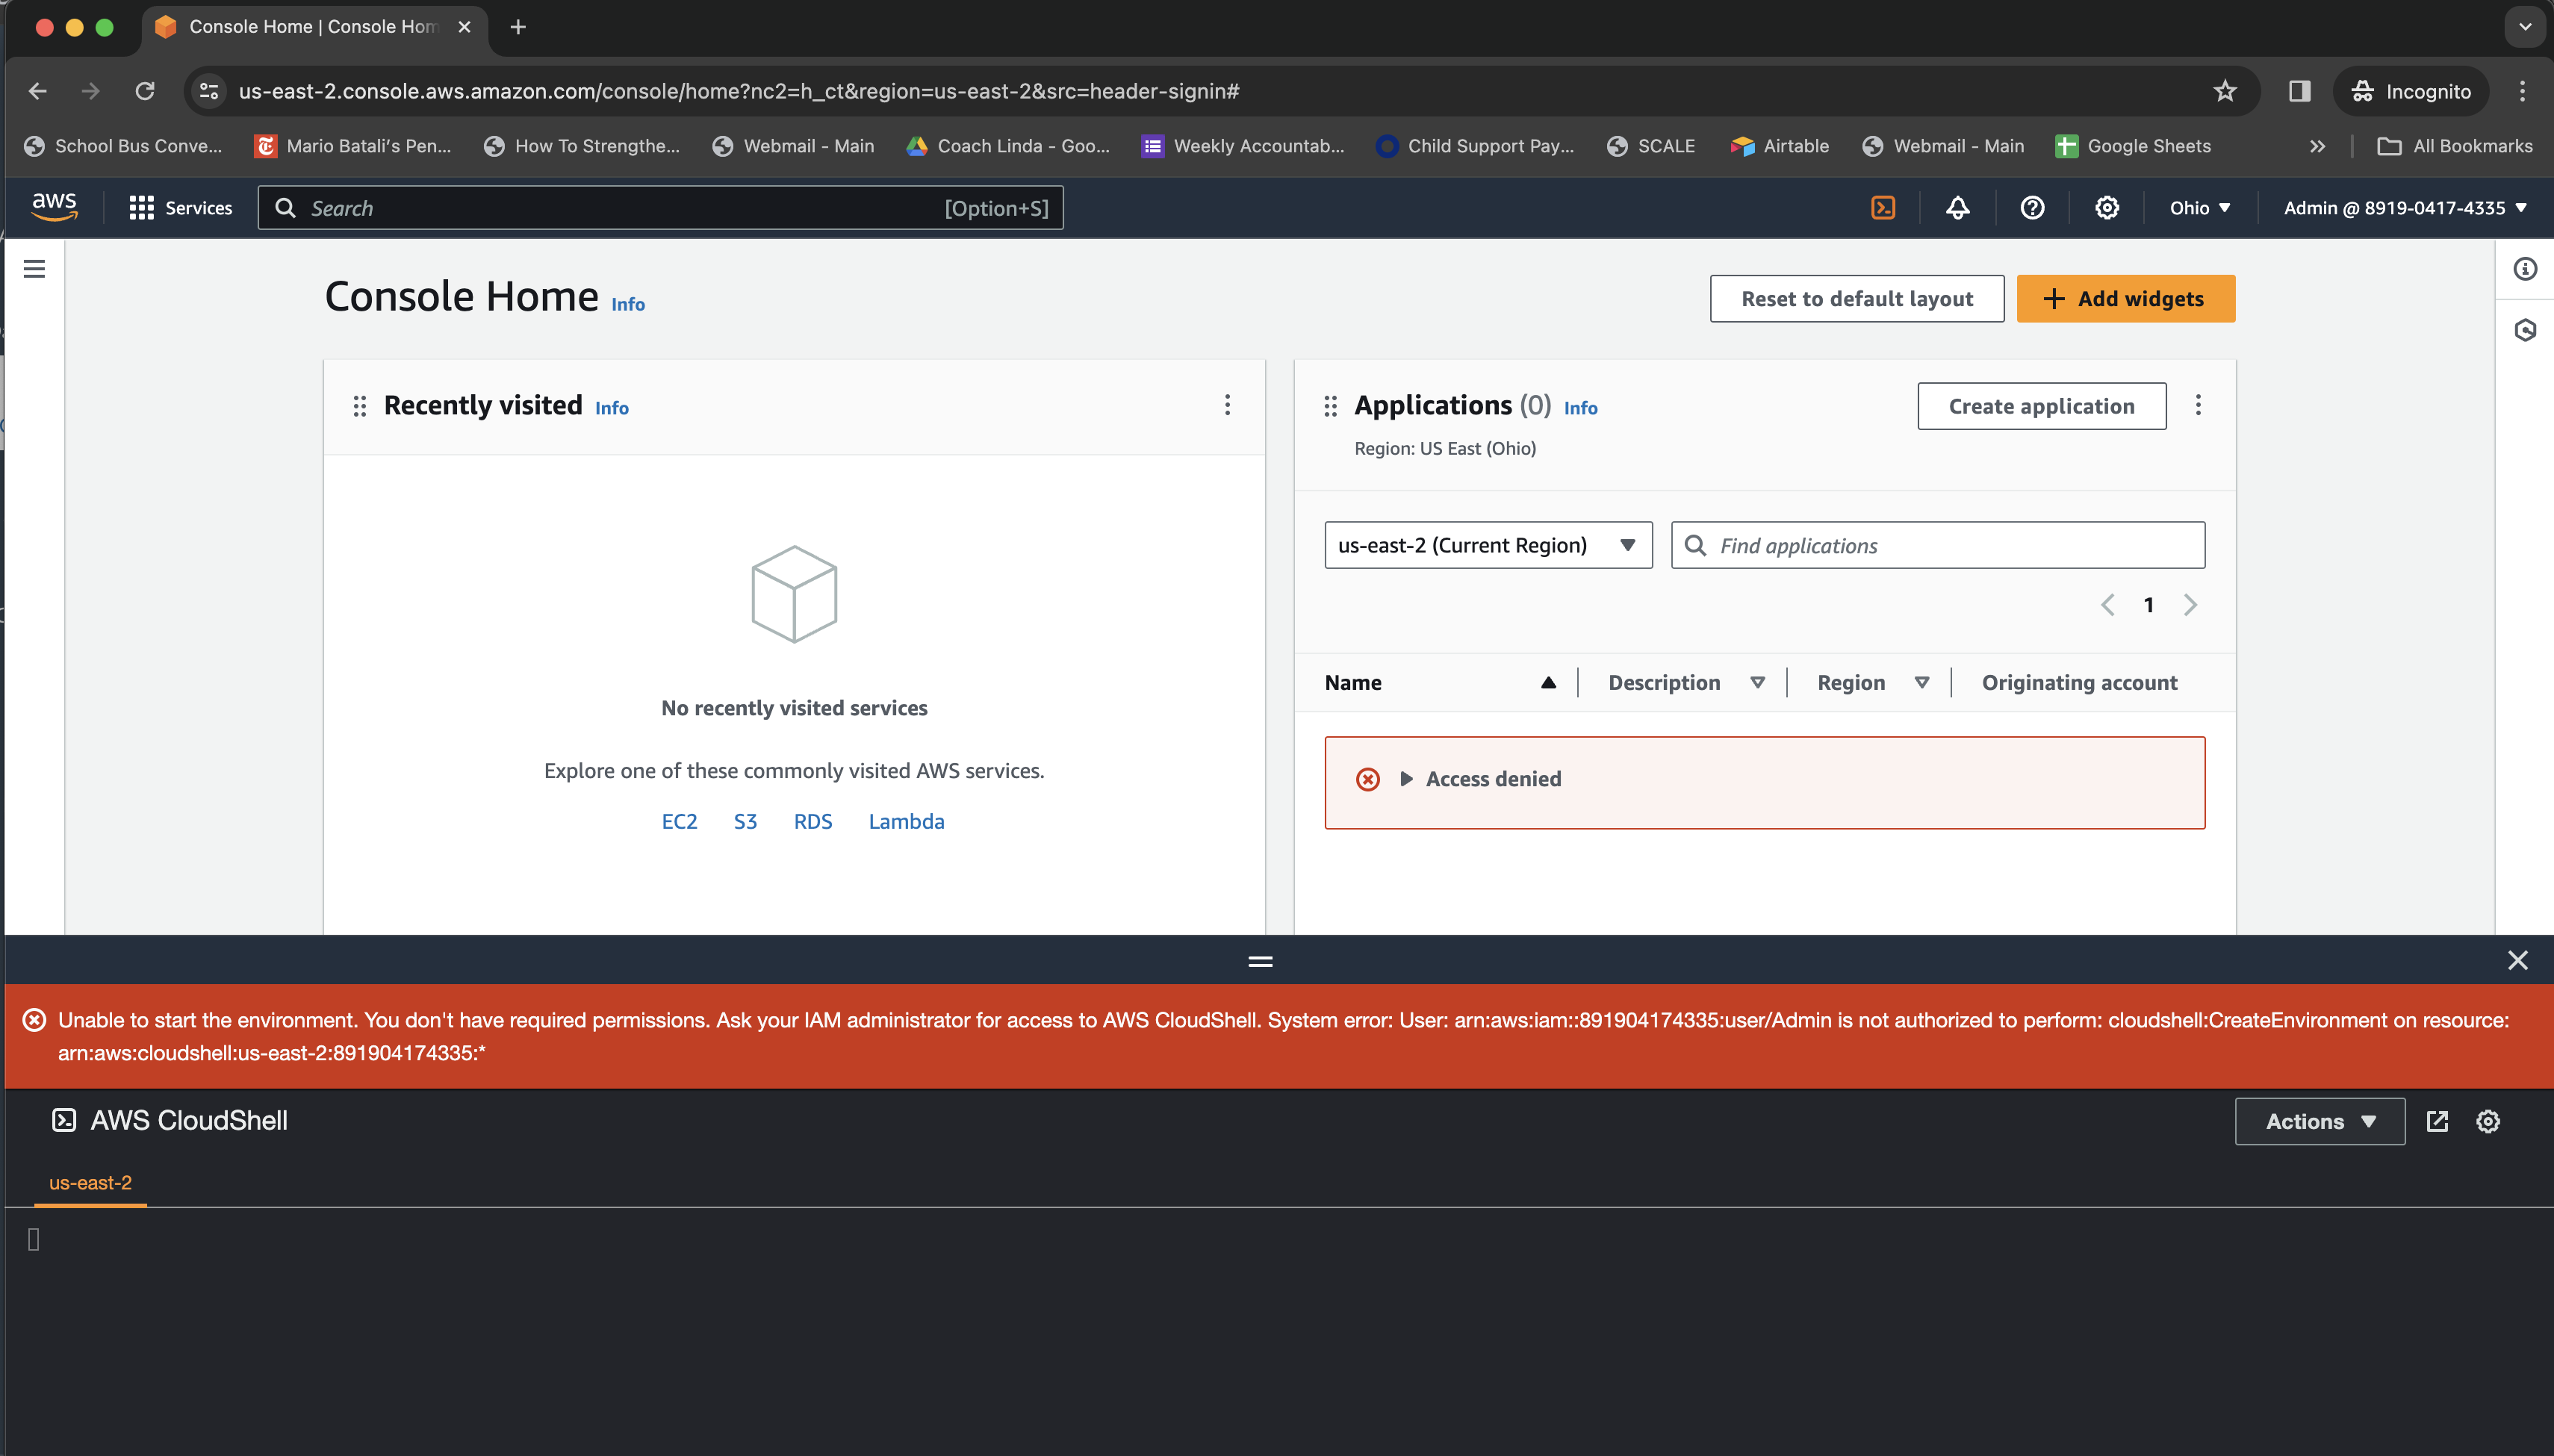 Console Home | Console Hom
us-east-2.console.aws.amazon.com/console/home?nc2=h_ct&region=us-east-2&src=header-signin#
Incognito
School Bus Conve...
Mario Batali's Pen...
How To Strengthe...
Webmail - Main
Coach Linda - Goo...
Weekly Accountab...
Child Support Pay...
SCALE
Airtable
Webmail - Main
Google Sheets
All Bookmarks
aws
Services
Search
[Option+S]
Ohio
Admin @ 8919-0417-4335
Console Home Info
Reset to default layout
Add widgets
Recently visited Info
No recently visited services
Explore one of these commonly visited AWS services.
EC2 S3 RDS Lambda
Applications (0) Info
Create application
Region: US East (Ohio)
us-east-2 (Current Region)
Find applications
1
Name Description Region Originating account
Access denied
Unable to start the environment. You don't have required permissions. Ask your IAM administrator for access to AWS CloudShell. System error: User: arn:aws:iam::891904174335:user/Admin is not authorized to perform: cloudshell:CreateEnvironment on resource:
arn:aws:cloudshell:us-east-2:891904174335:*
AWS CloudShell
Actions
us-east-2